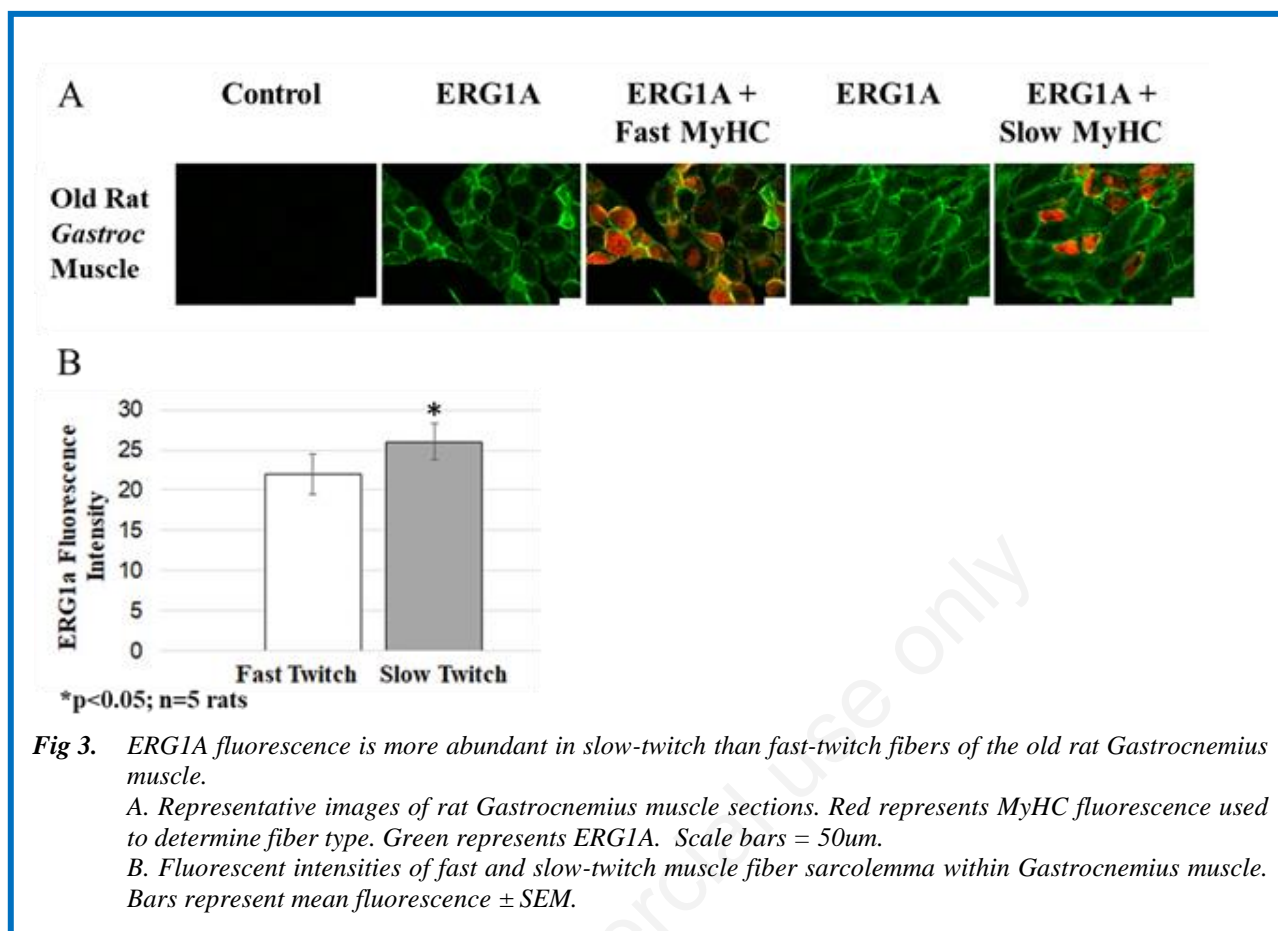 A
Control ERG1A ERG1A + ERG1A ERG1A +
Fast MyHC Slow MyHC
Old Rat
Gastroc
Muscle
B
ERG1a Fluorescence
Intensity
30
25
20
15
10
5
0
*
Fast Twitch Slow Twitch
*p<0.05; n=5 rats
Fig 3. ERG1A fluorescence is more abundant in slow-twitch than fast-twitch fibers of the old rat Gastrocnemius
muscle.
A. Representative images of rat Gastrocnemius muscle sections. Red represents MyHC fluorescence used
to determine fiber type. Green represents ERG1A. Scale bars = 50um.
B. Fluorescent intensities of fast and slow-twitch muscle fiber sarcolemma within Gastrocnemius muscle.
Bars represent mean fluorescence ± SEM.
use only